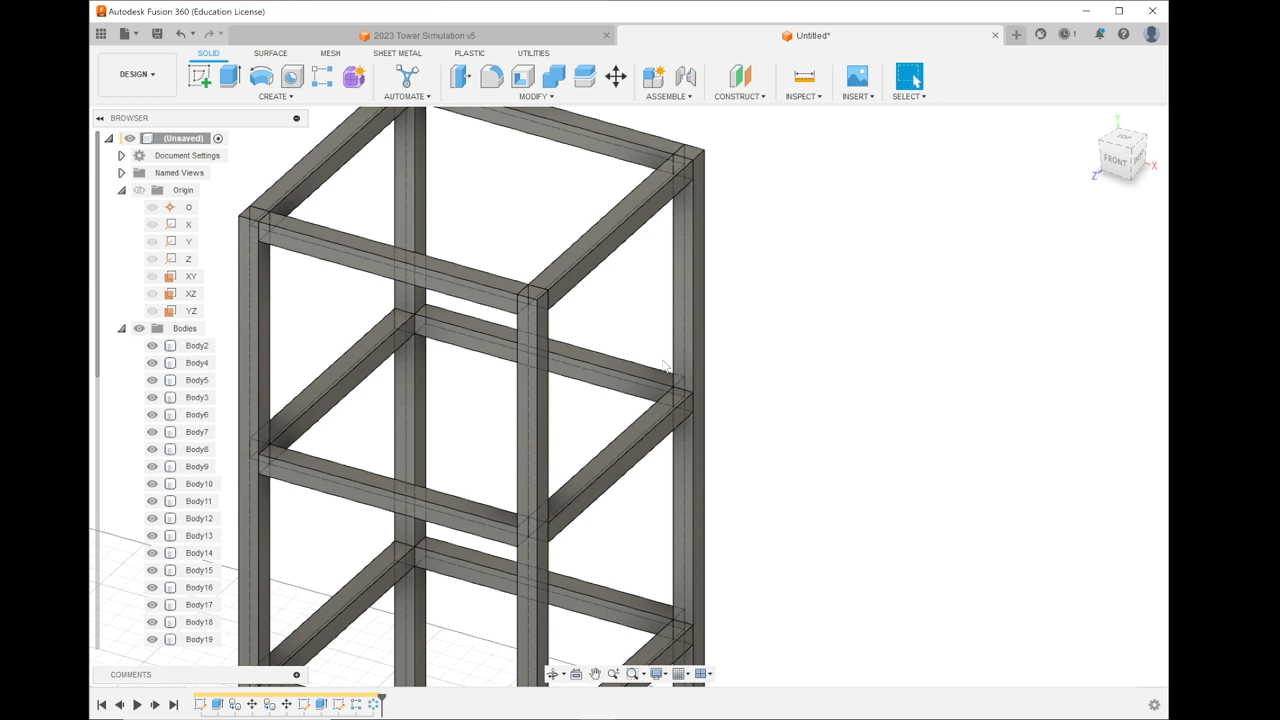 Autodesk Fusion 360 (Education License)
2023 Tower Simulation v5
Untitled*
1
SOLID SURFACE MESH SHEET METAL PLASTIC UTILITIES
DESIGN
CREATE AUTOMATE MODIFY ASSEMBLE CONSTRUCT INSPECT INSERT SELECT
BROWSER
(Unsaved)
Document Settings
Named Views
Origin
O
X
Y
Z
XY
XZ
YZ
Bodies
Body2
Body4
Body5
Body3
Body6
Body7
Body8
Body9
Body10
Body11
Body12
Body13
Body14
Body15
Body16
Body17
Body18
Body19
COMMENTS
Y
TOP
FRONT
X
Z